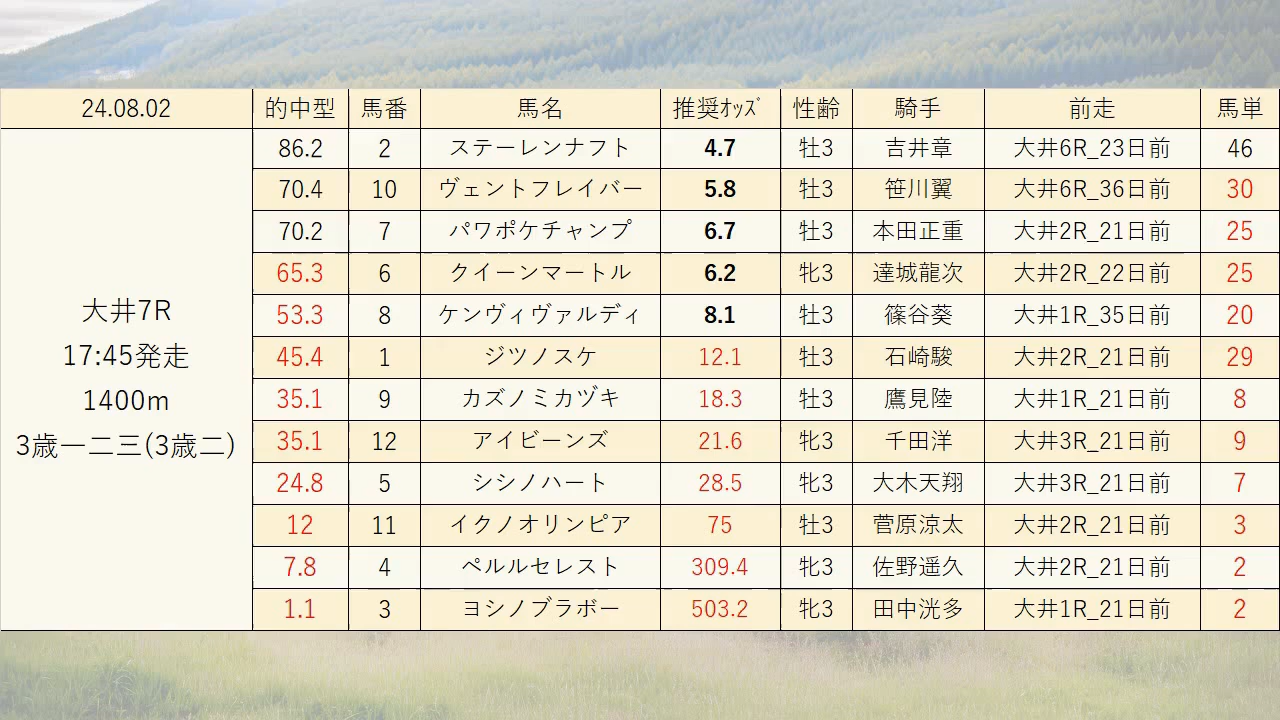 24.08.02 的中型 馬番 馬名 推奨ｵｯｽﾞ 性齢 騎手 前走 馬単
大井7R
17:45発走
1400m
3歳一二三(3歳二)
86.2 2 ステーレンナフト 4.7 牡3 吉井章 大井6R_23日前 46
70.4 10 ヴェントフレイバー 5.8 牡3 笹川翼 大井6R_36日前 30
70.2 7 パワポケチャンプ 6.7 牡3 本田正重 大井2R_21日前 25
65.3 6 クイーンマートル 6.2 牝3 達城龍次 大井2R_22日前 25
53.3 8 ケンヴィヴァルディ 8.1 牡3 篠谷葵 大井1R_35日前 20
45.4 1 ジツノスケ 12.1 牡3 石崎駿 大井2R_21日前 29
35.1 9 カズノミカヅキ 18.3 牡3 鷹見陸 大井1R_21日前 8
35.1 12 アイビーンズ 21.6 牝3 千田洋 大井3R_21日前 9
24.8 5 シシノハート 28.5 牝3 大木天翔 大井3R_21日前 7
12 11 イクノオリンピア 75 牡3 菅原涼太 大井2R_21日前 3
7.8 4 ペルルセレスト 309.4 牝3 佐野遥久 大井2R_21日前 2
1.1 3 ヨシノブラボー 503.2 牝3 田中洸多 大井1R_21日前 2